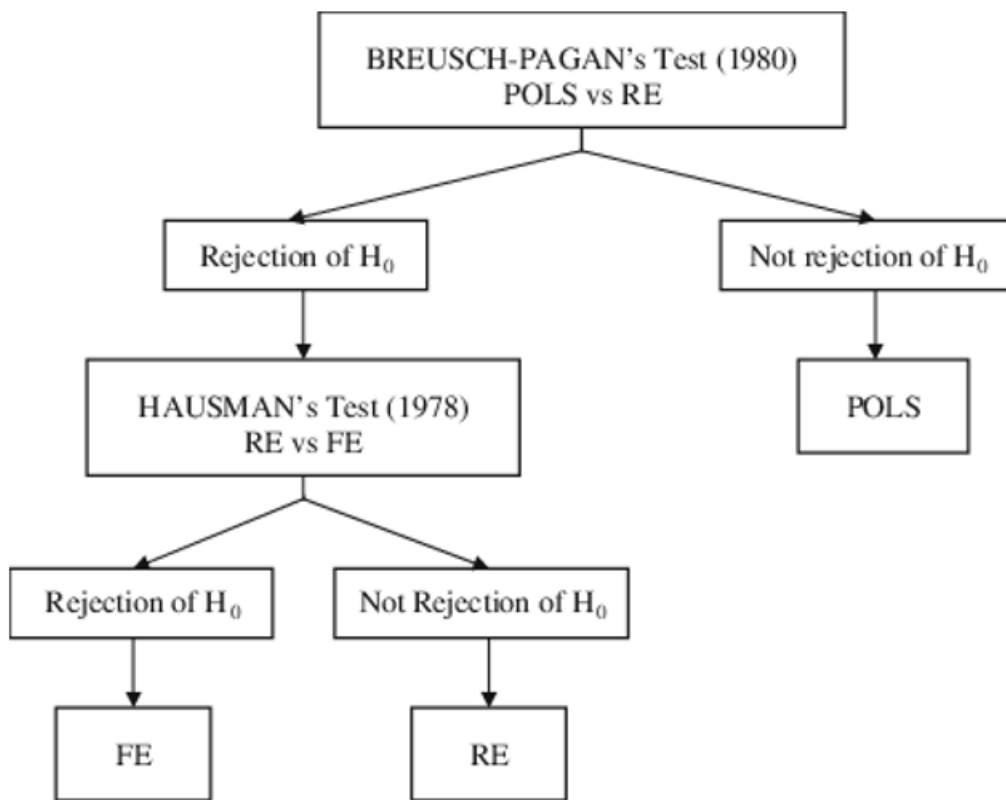 BREUSCH-PAGAN's Test (1980)
POLS vs RE
Rejection of H₀
Not rejection of H₀
HAUSMAN's Test (1978)
RE vs FE
POLS
Rejection of H₀
Not Rejection of H₀
FE
RE